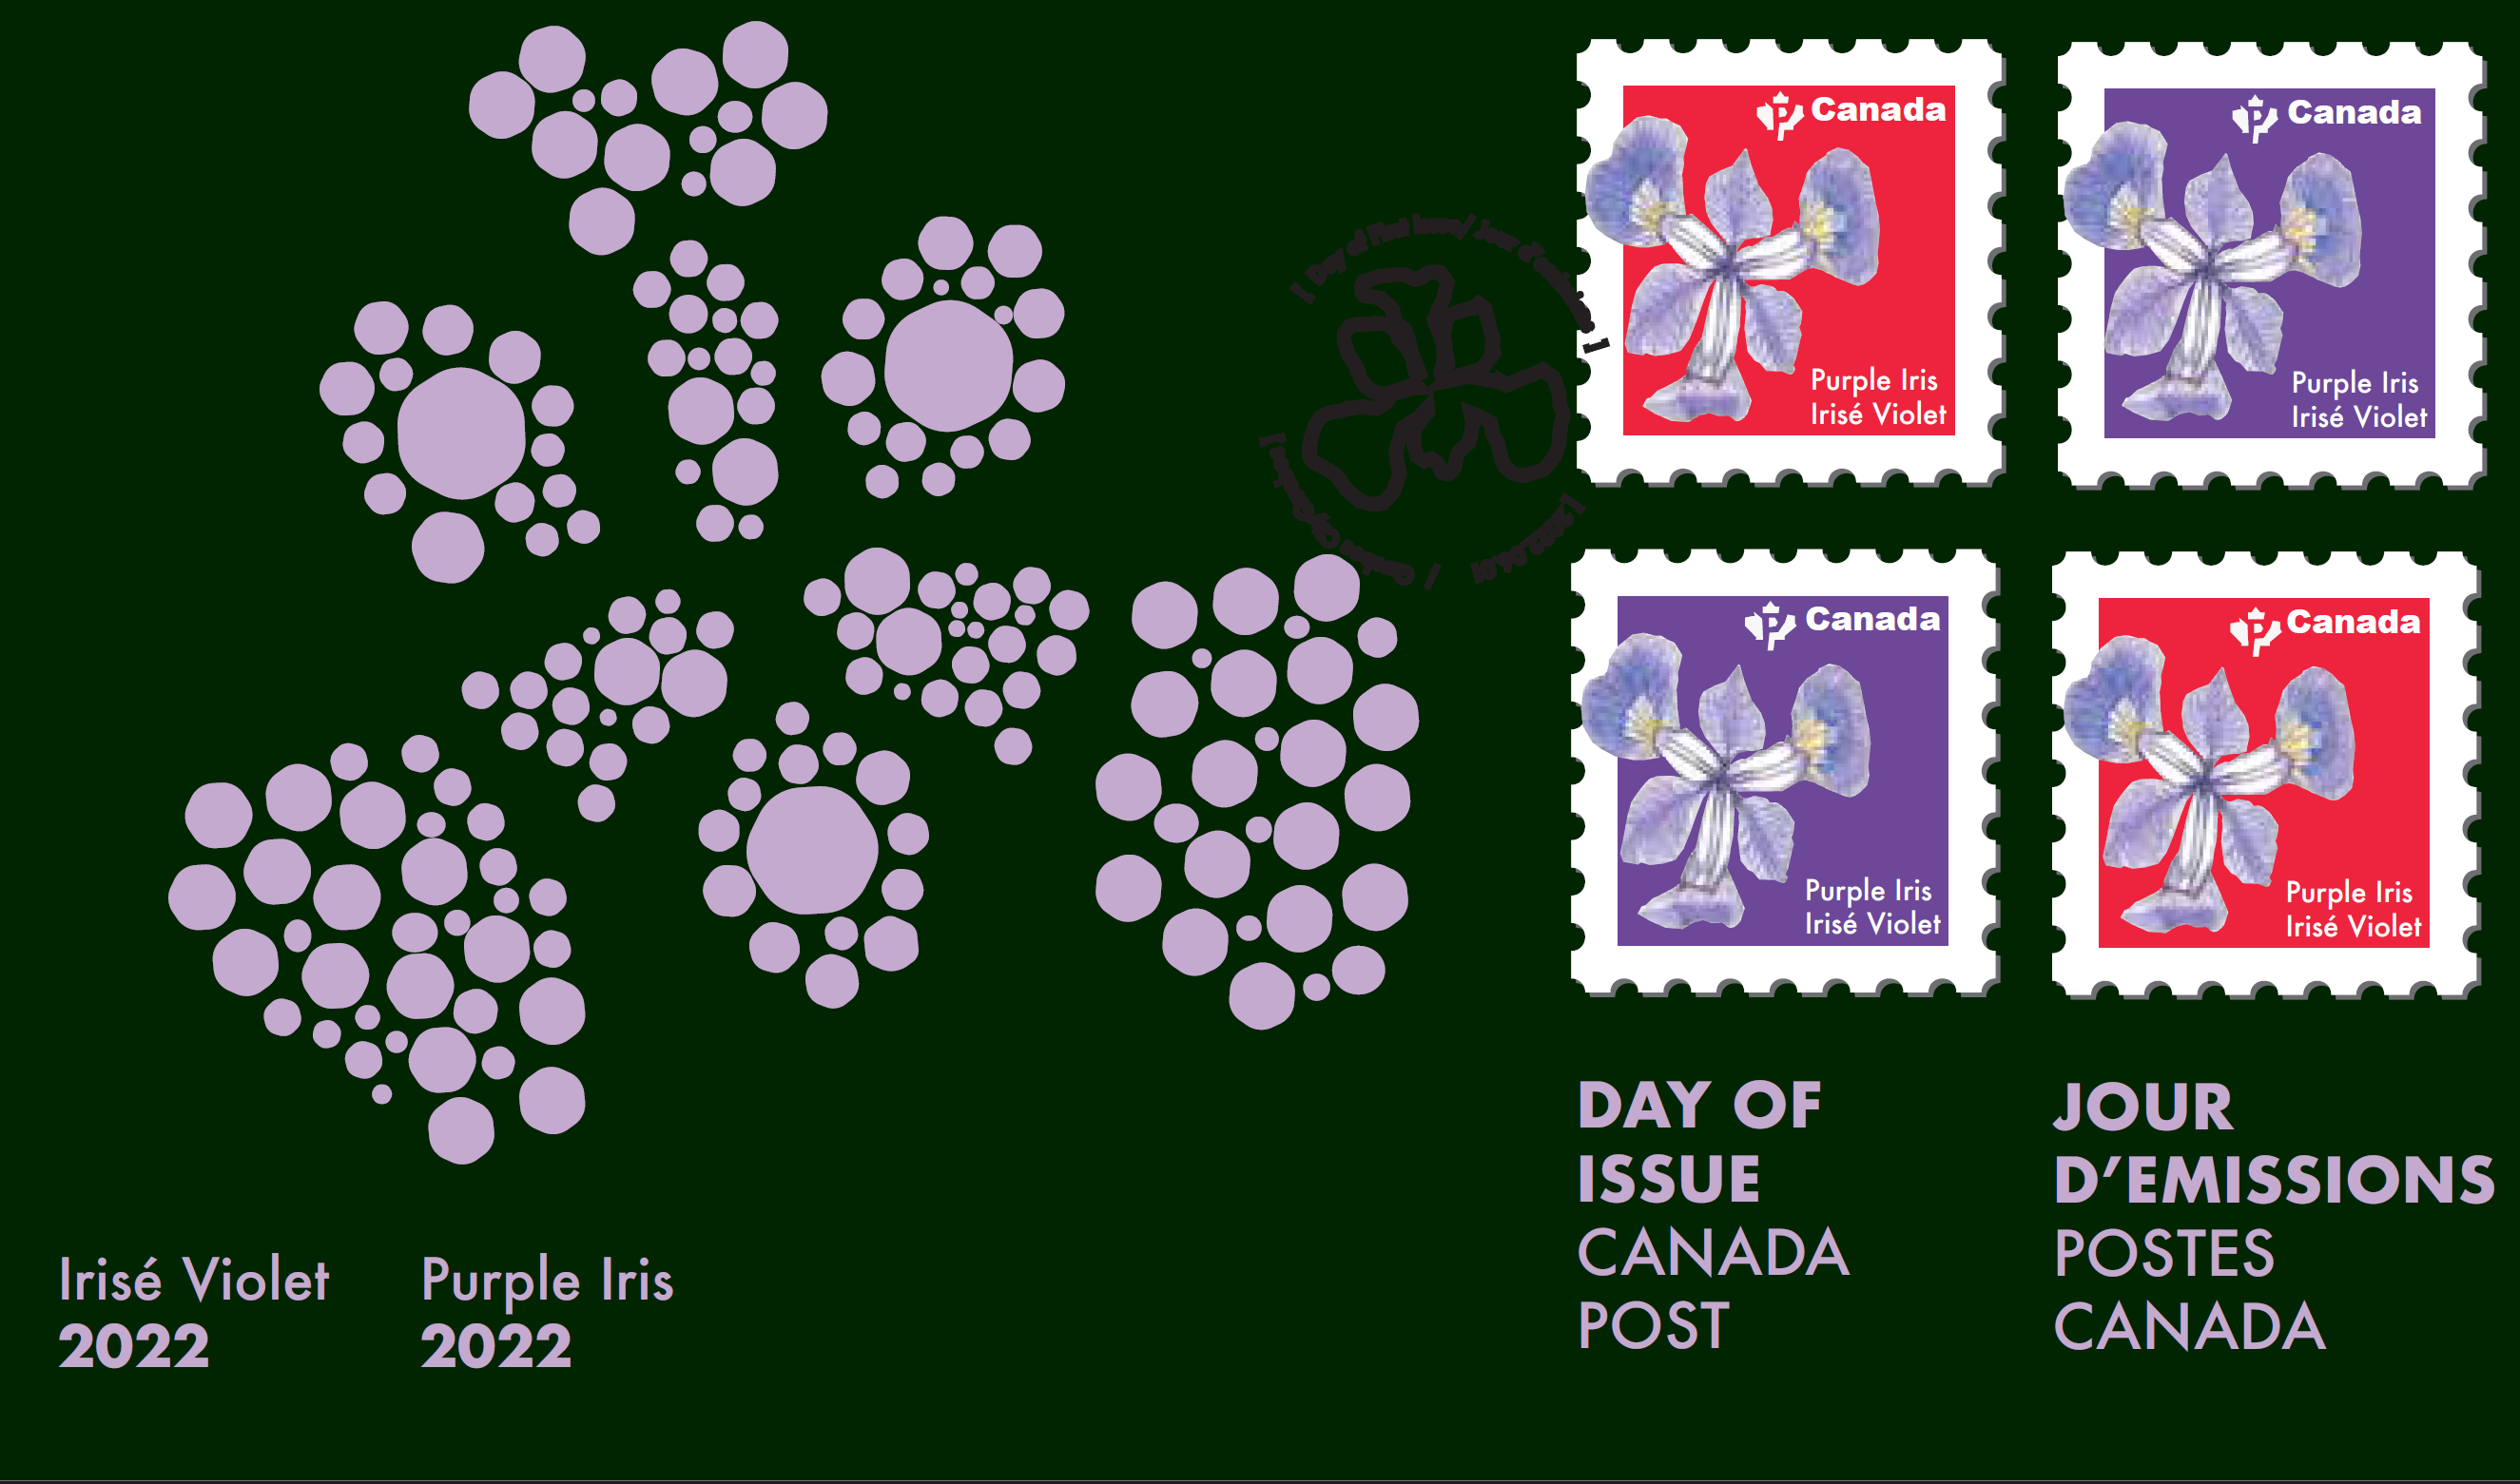 Canada
Purple Iris
Irisé Violet
Canada
Purple Iris
Irisé Violet
Canada
Purple Iris
Irisé Violet
Canada
Purple Iris
Irisé Violet
DAY OF
ISSUE
CANADA
POST
JOUR
D’EMISSIONS
POSTES
CANADA
Irisé Violet
2022
Purple Iris
2022